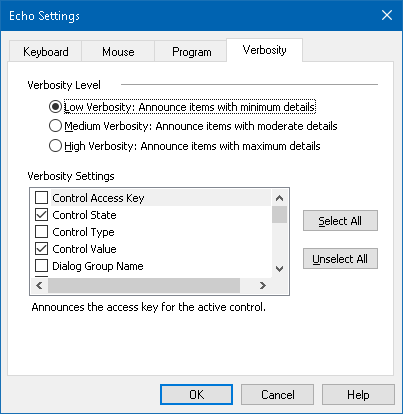 Echo Settings
Keyboard Mouse Program Verbosity
Verbosity Level
Low Verbosity: Announce items with minimum details
Medium Verbosity: Announce items with moderate details
High Verbosity: Announce items with maximum details
Verbosity Settings
Control Access Key
Control State
Control Type
Control Value
Dialog Group Name
Select All
Unselect All
Announces the access key for the active control.
OK Cancel Help